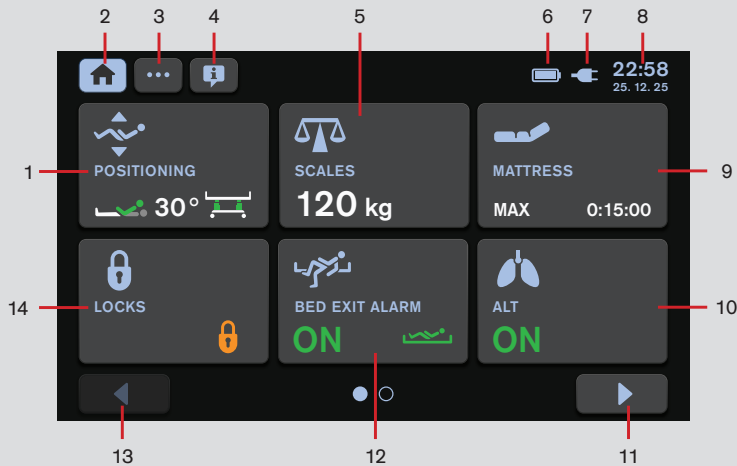 2 3 4 5 6 7 8
22:58
25. 12. 25
1 POSITIONING
30°
SCALES
120 kg
MATTRESS 9
MAX 0:15:00
14 LOCKS
BED EXIT ALARM
ON
ALT 10
ON
13 12 11